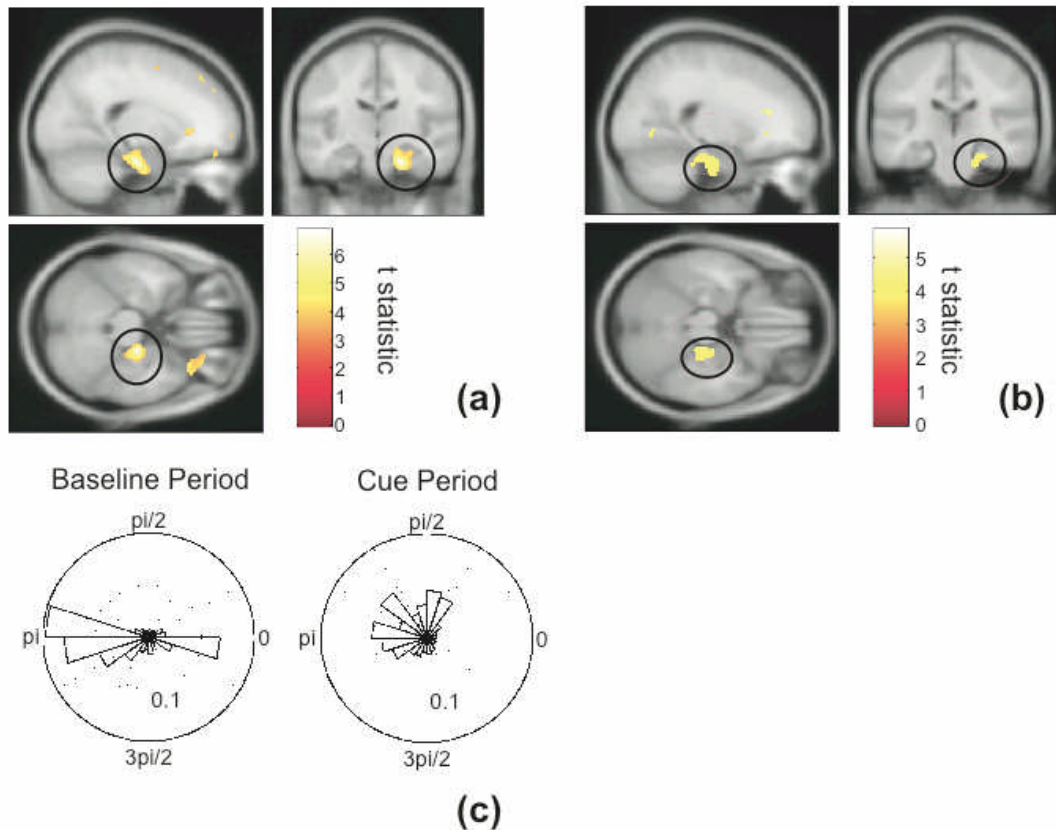 6
5
4
3
2
1
0
t statistic
(a)
5
4
3
2
1
0
t statistic
(b)
Baseline Period
pi/2
pi
0
0.1
3pi/2
Cue Period
pi/2
pi
0
0.1
3pi/2
(c)